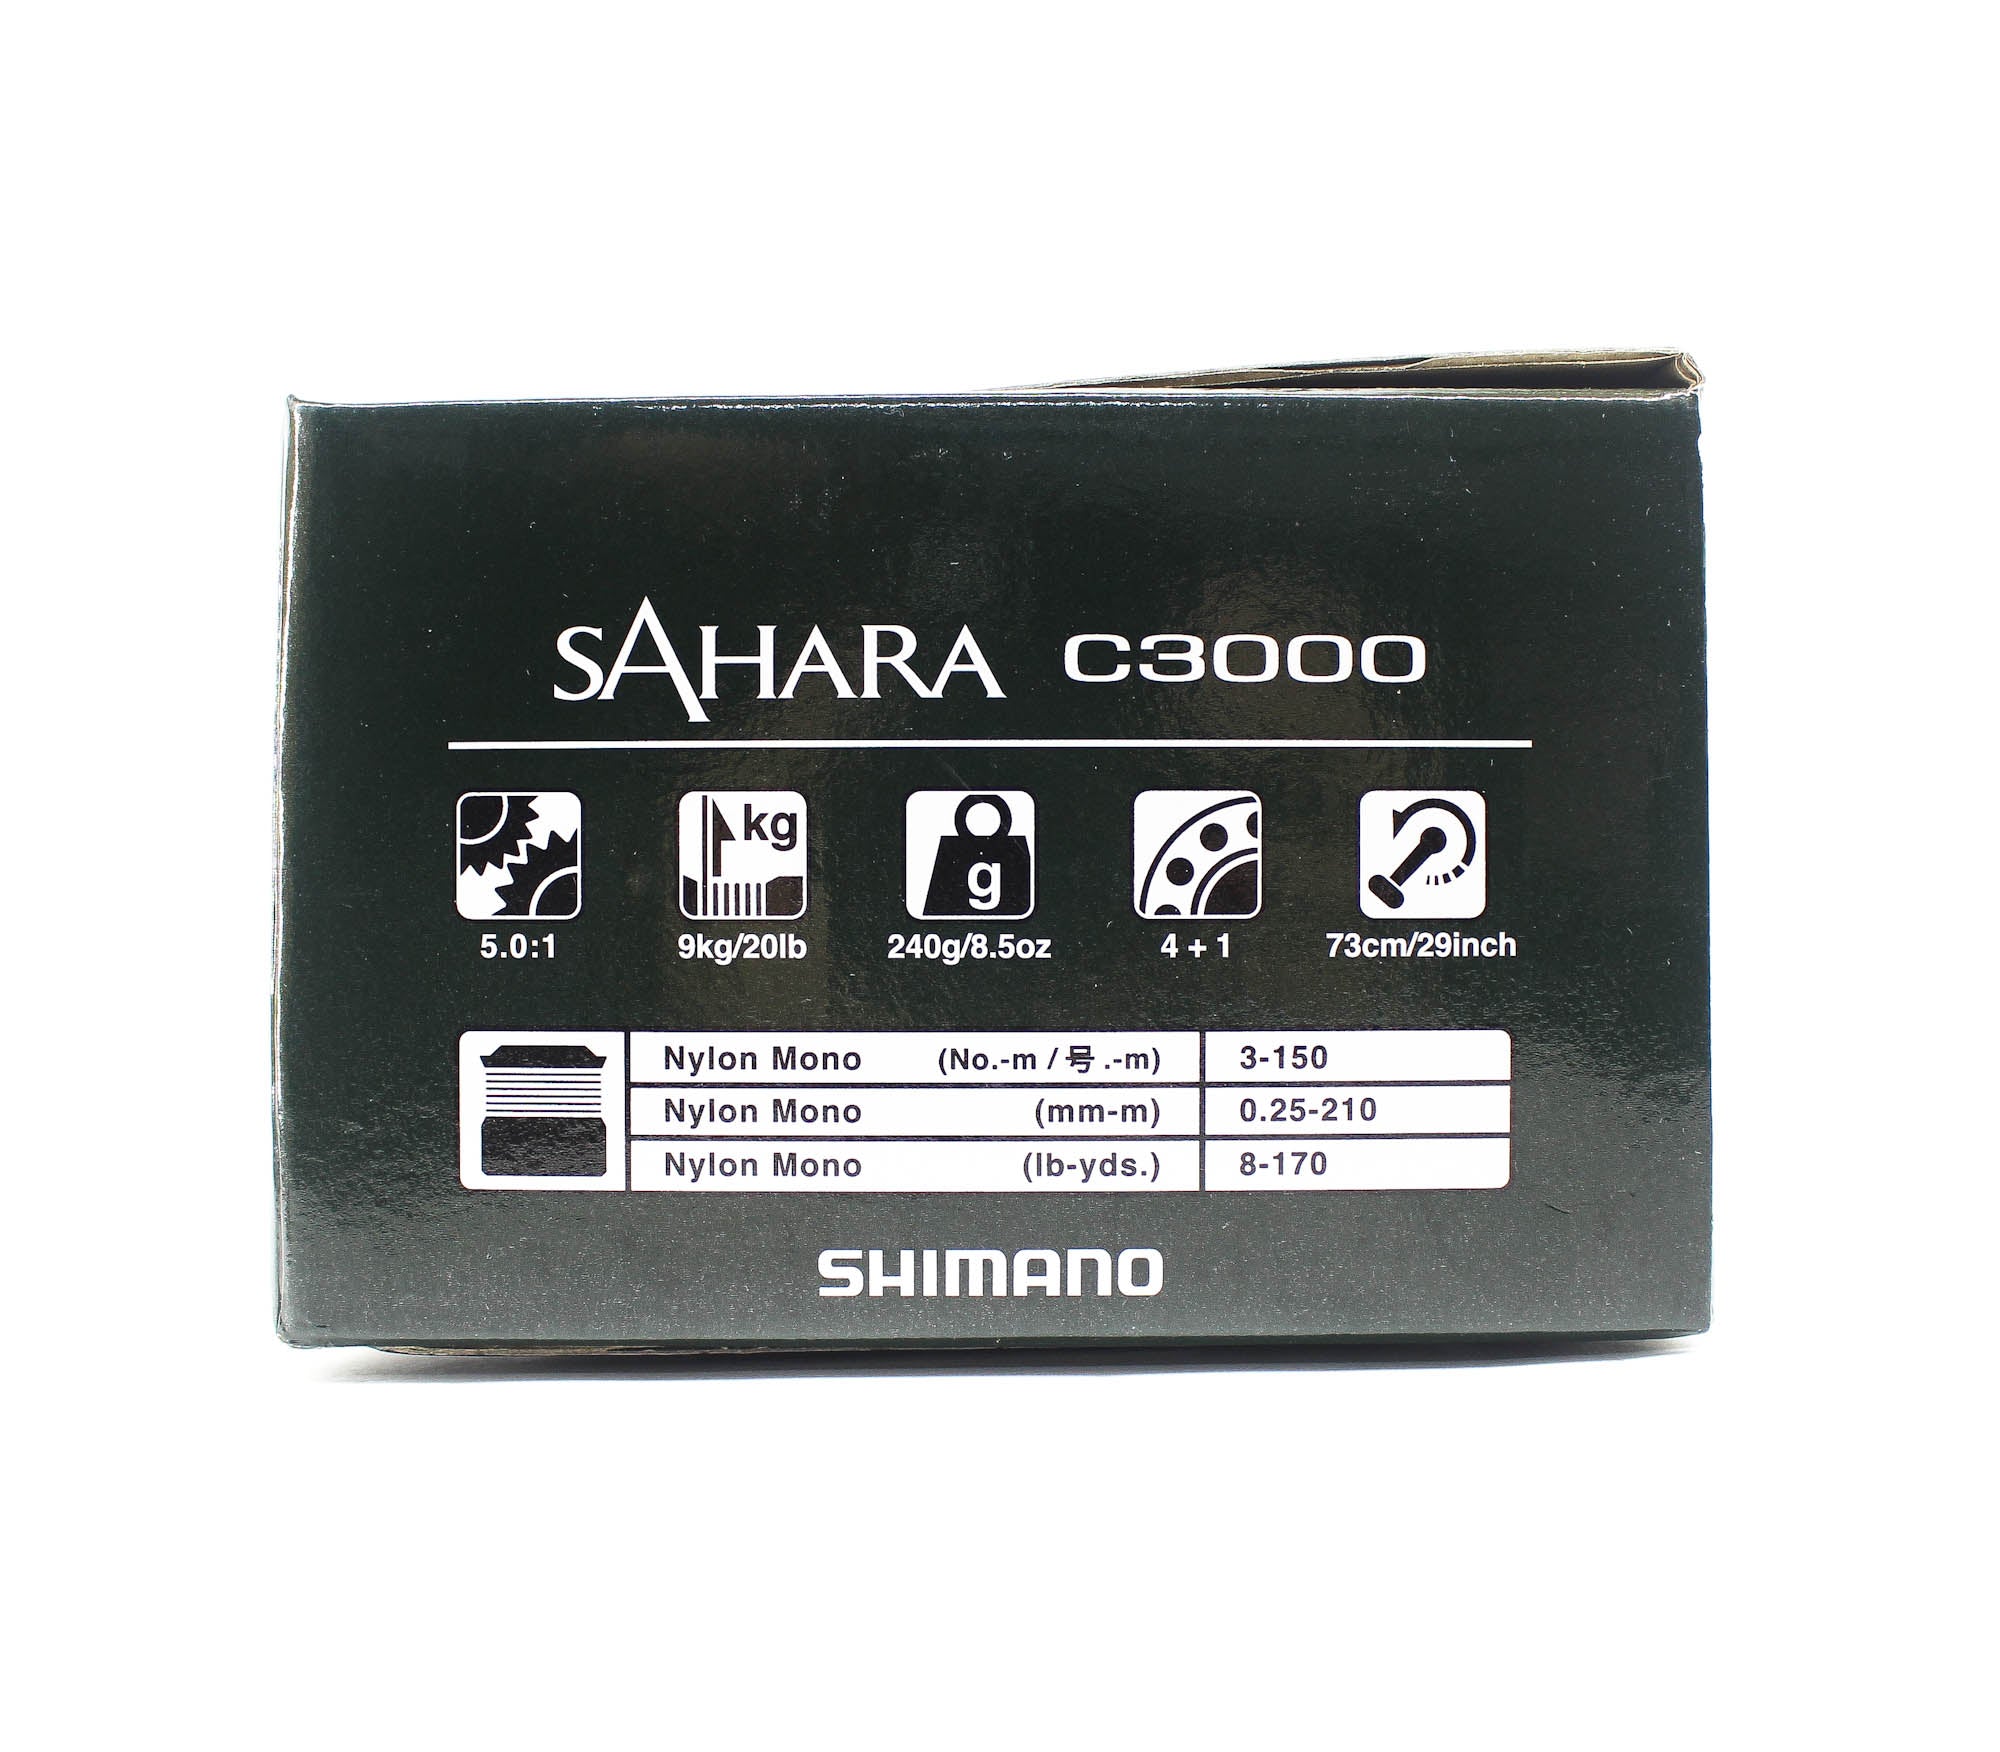 SAHARA C3000
kg g
5.0:1 9kg/20lb 240g/8.5oz 4 + 1 73cm/29inch
Nylon Mono (No.-m / 号 .-m) 3-150
Nylon Mono (mm-m) 0.25-210
Nylon Mono (lb-yds.) 8-170
SHIMANO